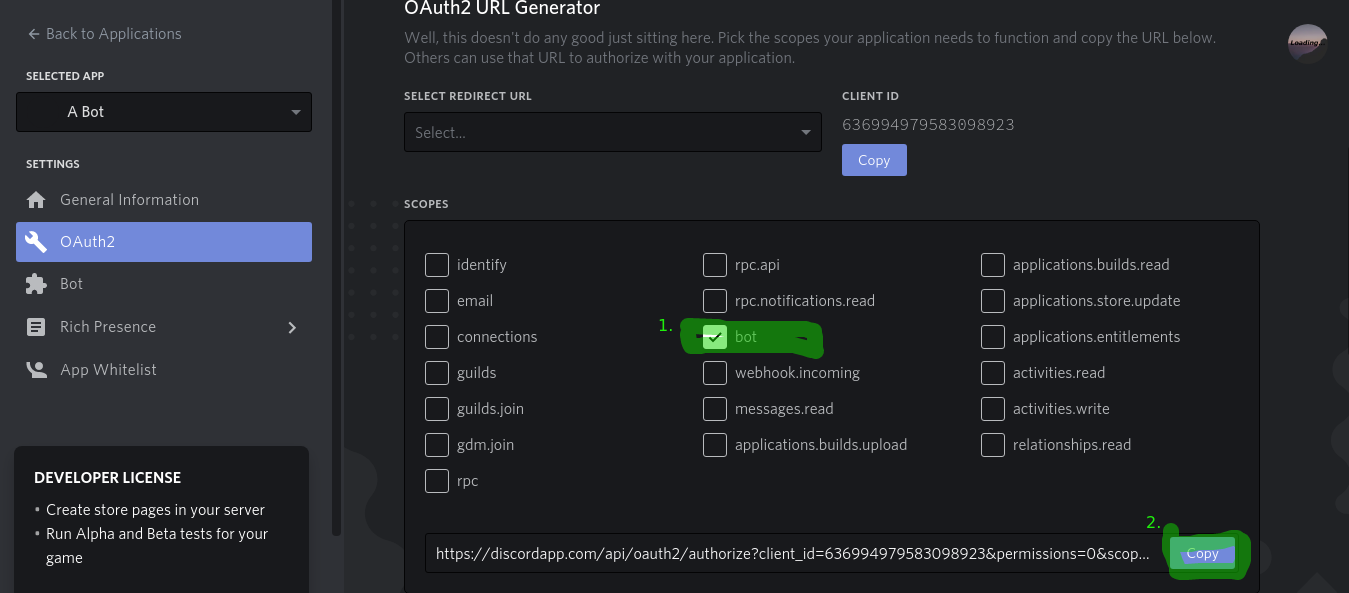 OAuth2 URL Generator
Back to Applications
Well, this doesn't do any good just sitting here. Pick the scopes your application needs to function and copy the URL below.
Others can use that URL to authorize with your application.
Loading
SELECTED APP
A Bot
SELECT REDIRECT URL
Select...
CLIENT ID
636994979583098923
Copy
SETTINGS
General Information
OAuth2
Bot
Rich Presence
App Whitelist
SCOPES
identify
email
connections
guilds
guilds.join
gdm.join
rpc
rpc.api
rpc.notifications.read
1.
bot
webhook.incoming
messages.read
applications.builds.upload
applications.builds.read
applications.store.update
applications.entitlements
activities.read
activities.write
relationships.read
DEVELOPER LICENSE
• Create store pages in your server
• Run Alpha and Beta tests for your
game
https://discordapp.com/api/oauth2/authorize?client_id=636994979583098923&permissions=0&scop...
2.
Copy